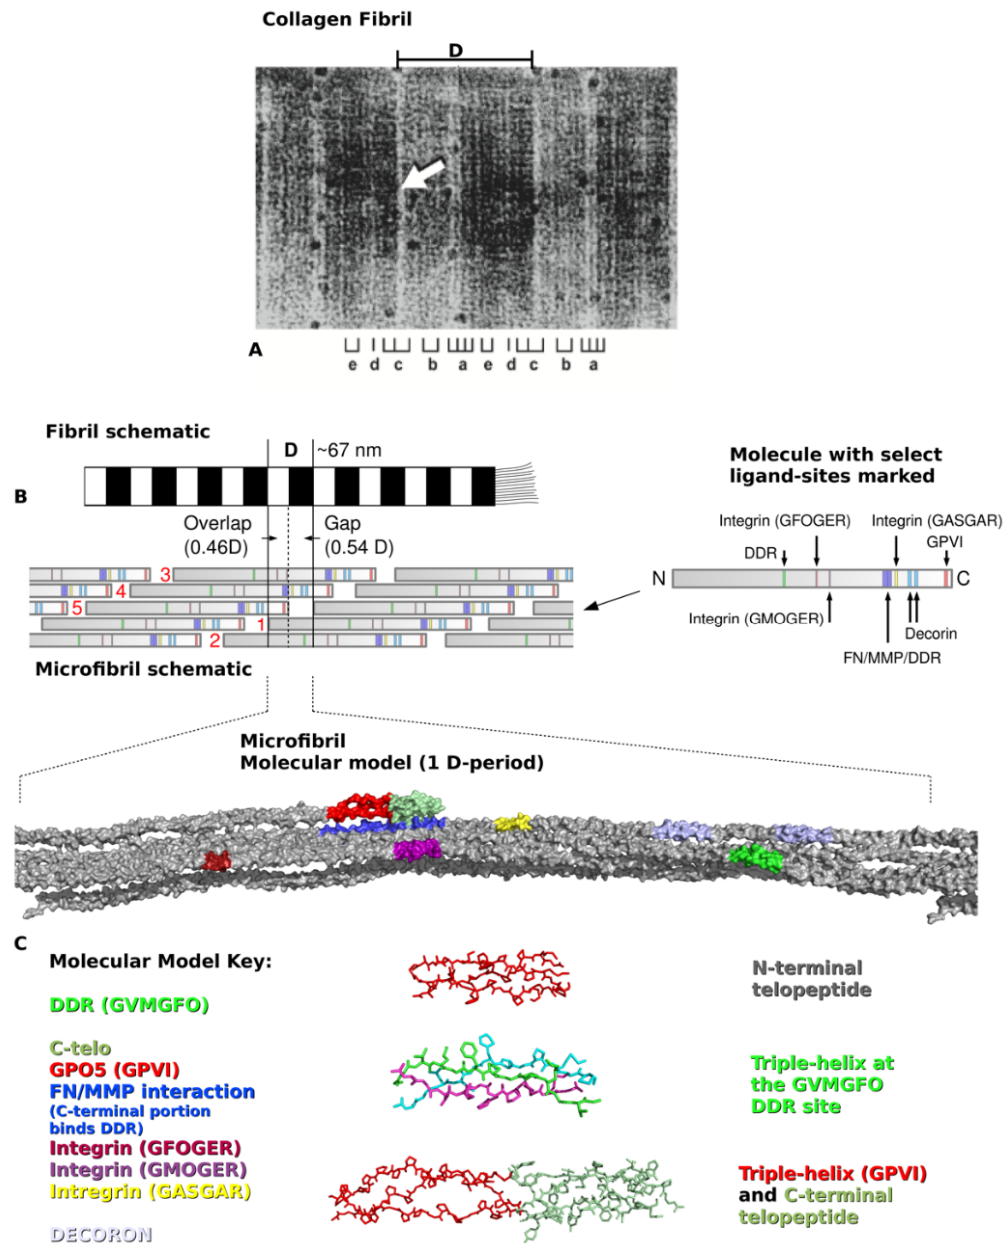 Collagen Fibril
D
A
e d c b a e d c b a
Fibril schematic
D ~67 nm
B
Overlap
(0.46D)
Gap
(0.54 D)
3
4
5
1
2
Microfibril schematic
Molecule with select
ligand-sites marked
Integrin (GFOGER)
Integrin (GASGAR)
DDR
GPVI
N
C
Integrin (GMOGER)
Decorin
FN/MMP/DDR
Microfibril
Molecular model (1 D-period)
C
Molecular Model Key:
DDR (GVMGFO)
C-telo
GPO5 (GPVI)
FN/MMP interaction
(C-terminal portion
binds DDR)
Integrin (GFOGER)
Integrin (GMOGER)
Intregrin (GASGAR)
DECORON
N-terminal
telopeptide
Triple-helix at
the GVMGFO
DDR site
Triple-helix (GPVI)
and C-terminal
telopeptide